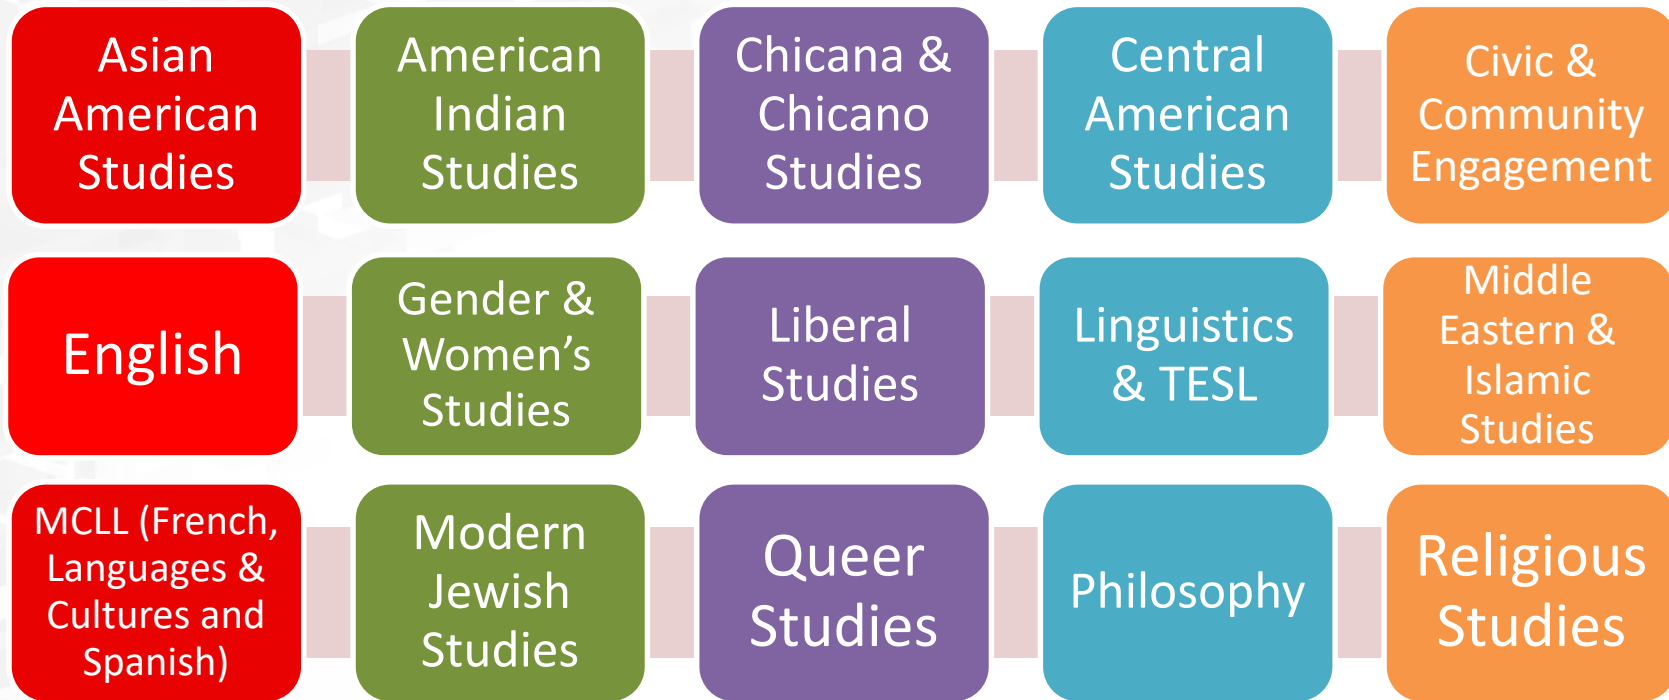 Asian
American
Studies
American
Indian
Studies
Chicana &
Chicano
Studies
Central
American
Studies
Civic &
Community
Engagement
English
Gender &
Women’s
Studies
Liberal
Studies
Linguistics
& TESL
Middle
Eastern &
Islamic
Studies
MCLL (French,
Languages &
Cultures and
Spanish)
Modern
Jewish
Studies
Queer
Studies
Philosophy
Religious
Studies